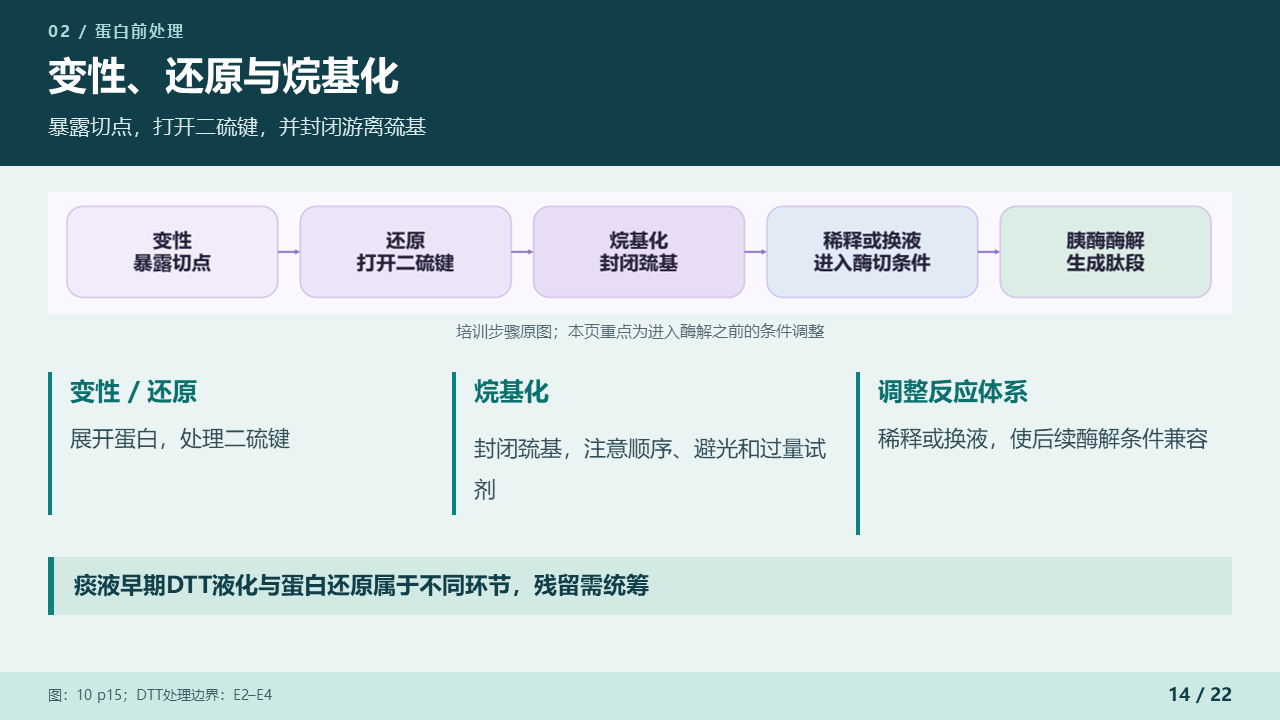 02 / 蛋白前处理
变性、还原与烷基化
暴露切点，打开二硫键，并封闭游离巯基
变性
暴露切点
还原
打开二硫键
烷基化
封闭巯基
稀释或换液
进入酶切条件
胰酶酶解
生成肽段
培训步骤原图；本页重点为进入酶解之前的条件调整
变性 / 还原
展开蛋白，处理二硫键
烷基化
封闭巯基，注意顺序、避光和过量试
剂
调整反应体系
稀释或换液，使后续酶解条件兼容
痰液早期DTT液化与蛋白还原属于不同环节，残留需统筹
图：10 p15；DTT处理边界：E2–E4
14 / 22